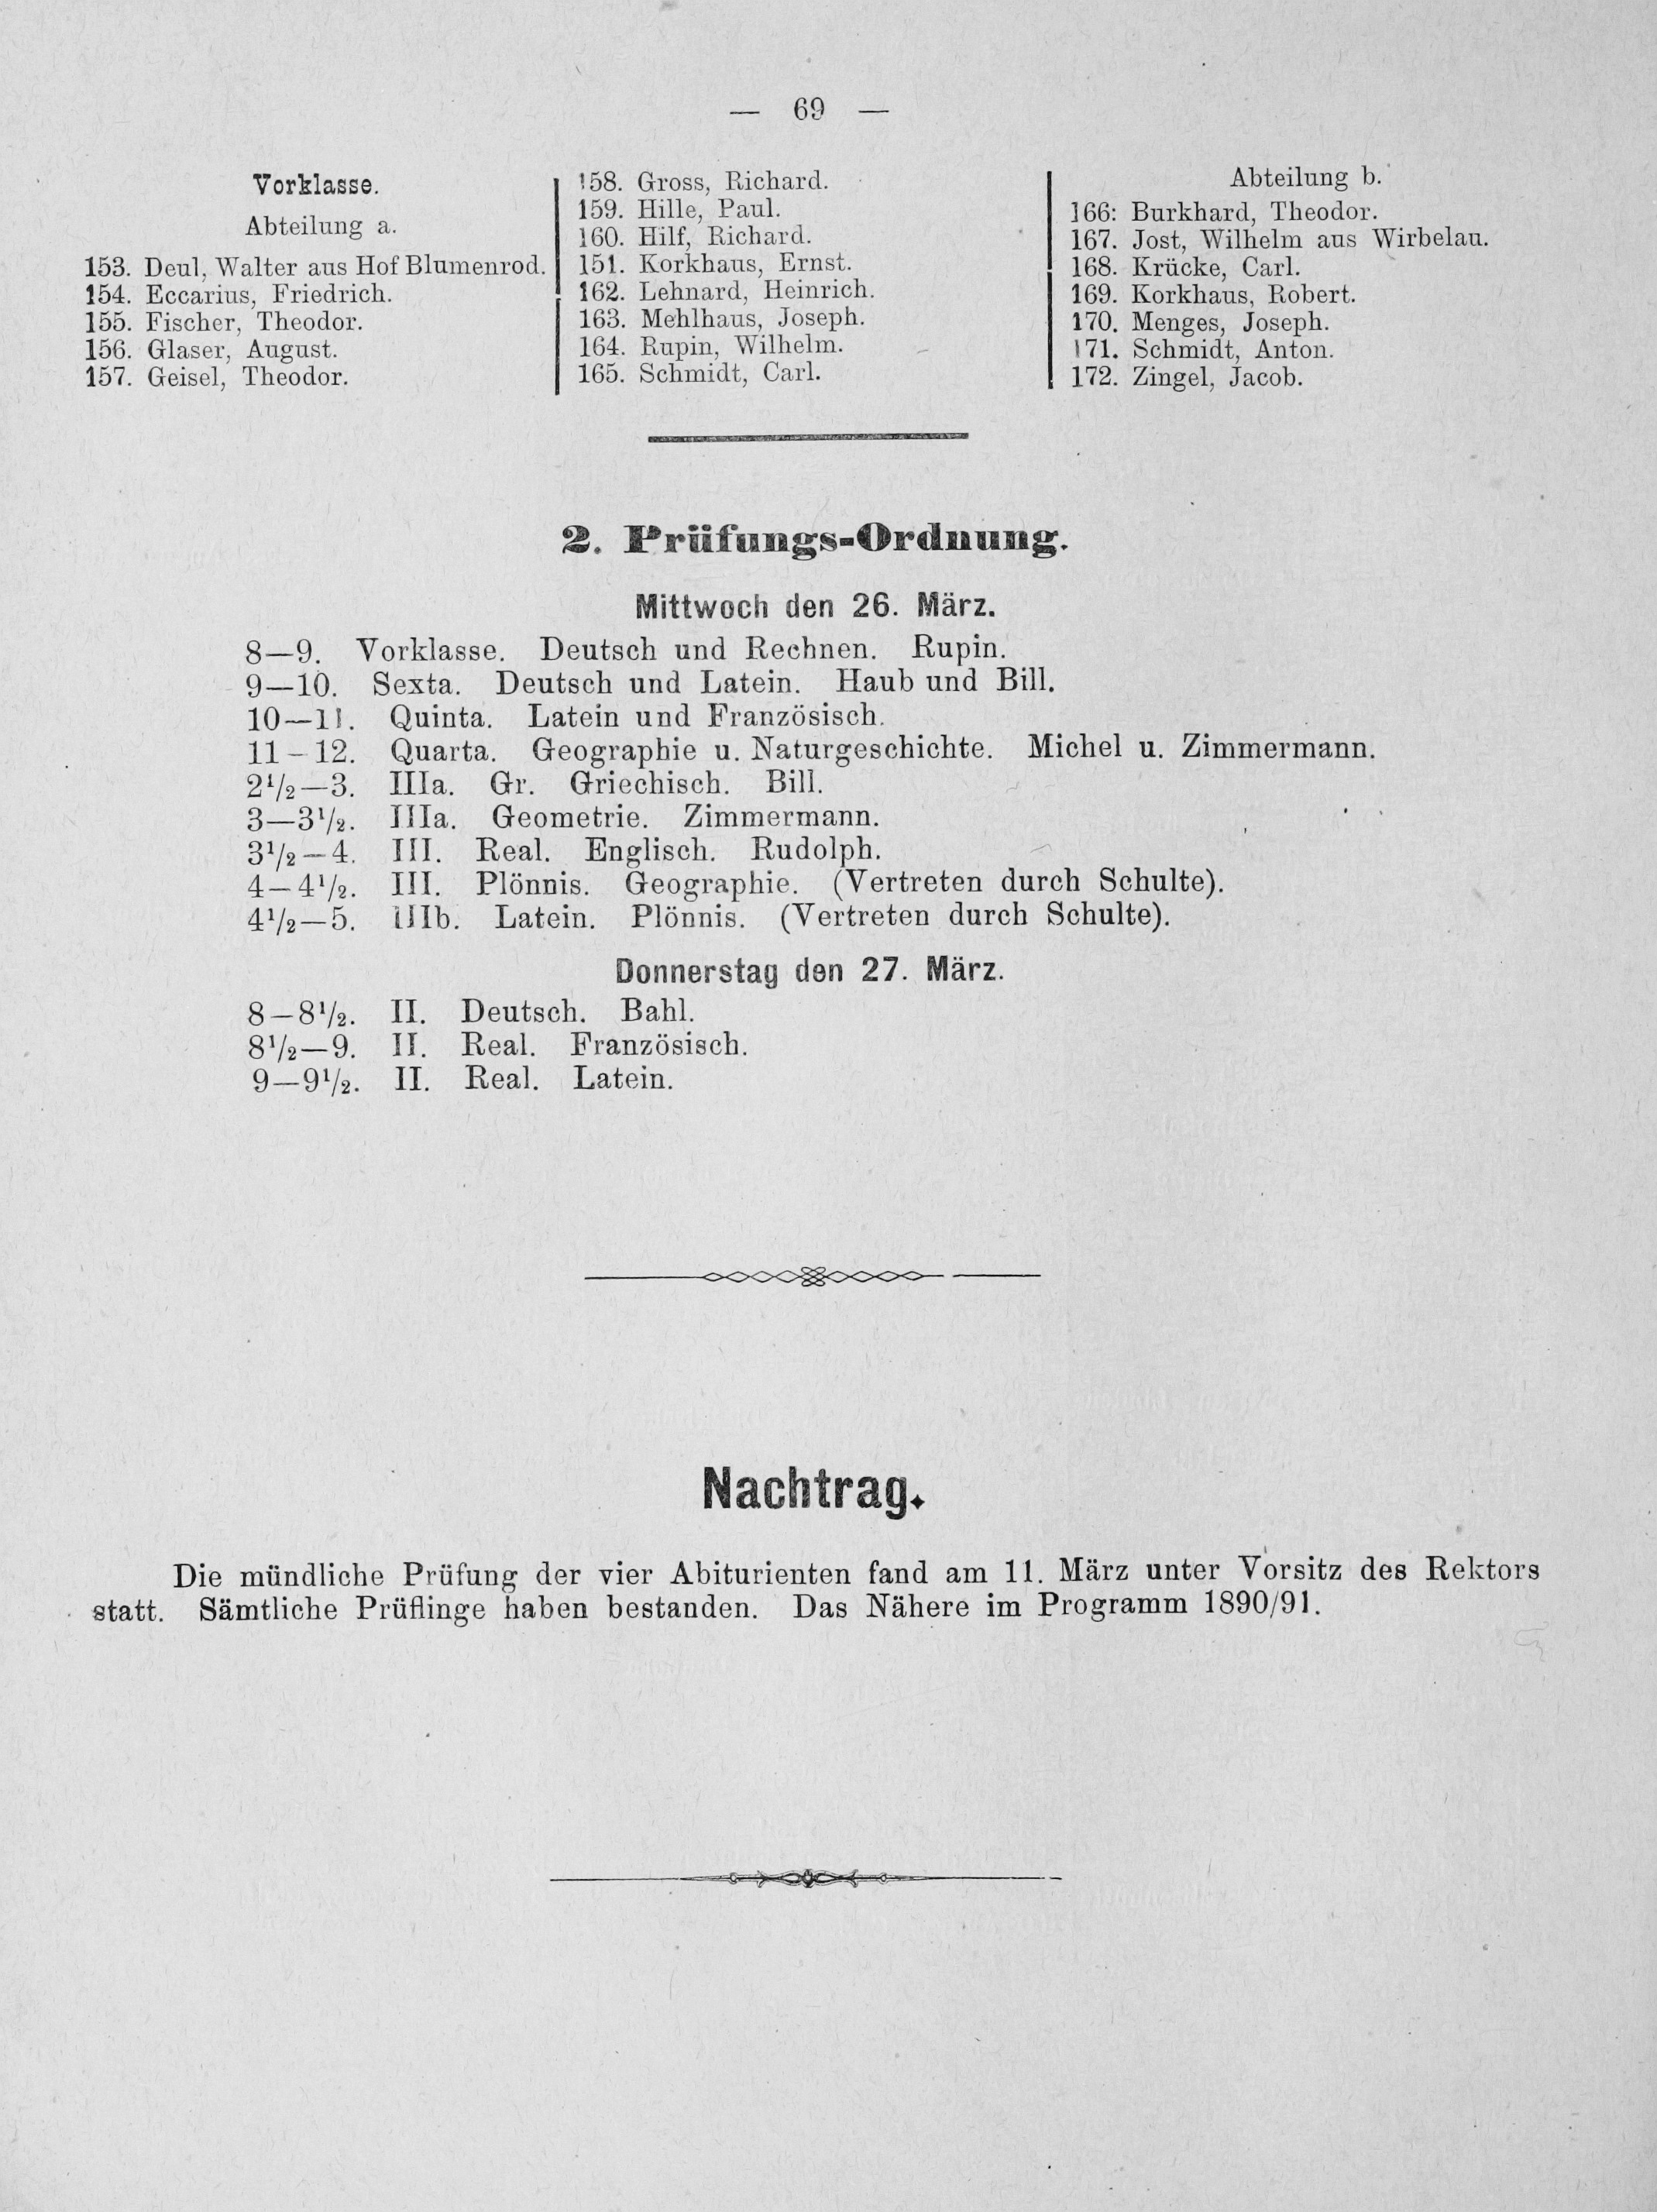 — 69 —
Vorklasse.
Abteilung a.
153. Deul, Walter aus Hof Blumenrod.
154. Eccarius, Friedrich.
155. Fischer, Theodor.
156. Glaser, August.
157. Geisel, Theodor.
158. Gross, Richard.
159. Hille, Paul.
160. Hilf, Richard.
151. Korkhaus, Ernst.
162. Lehnard, Heinrich.
163. Mehlhaus, Joseph.
164. Rupin, Wilhelm.
165. Schmidt, Carl.
Abteilung b.
166: Burkhard, Theodor.
167. Jost, Wilhelm aus Wirbelau.
168. Krücke, Carl.
169. Korkhaus, Robert.
170. Menges, Joseph.
171. Schmidt, Anton.
172. Zingel, Jacob.
2. Prüfungs-Ordnung.
Mittwoch den 26. März.
8—9. Vorklasse. Deutsch und Rechnen. Rupin.
9—10. Sexta. Deutsch und Latein. Haub und Bill.
10—11. Quinta. Latein und Französisch.
11–12. Quarta. Geographie u. Naturgeschichte. Michel u. Zimmermann.
2¹/₂—3. IIIa. Gr. Griechisch. Bill.
3—3¹/₂. IIIa. Geometrie. Zimmermann.
3¹/₂—4. III. Real. Englisch. Rudolph.
4—4¹/₂. III. Plönnis. Geographie. (Vertreten durch Schulte).
4¹/₂—5. IIIb. Latein. Plönnis. (Vertreten durch Schulte).
Donnerstag den 27. März.
8—8¹/₂. II. Deutsch. Bahl.
8¹/₂—9. II. Real. Französisch.
9—9¹/₂. II. Real. Latein.
Nachtrag.
Die mündliche Prüfung der vier Abiturienten fand am 11. März unter Vorsitz des Rektors
statt. Sämtliche Prüflinge haben bestanden. Das Nähere im Programm 1890/91.